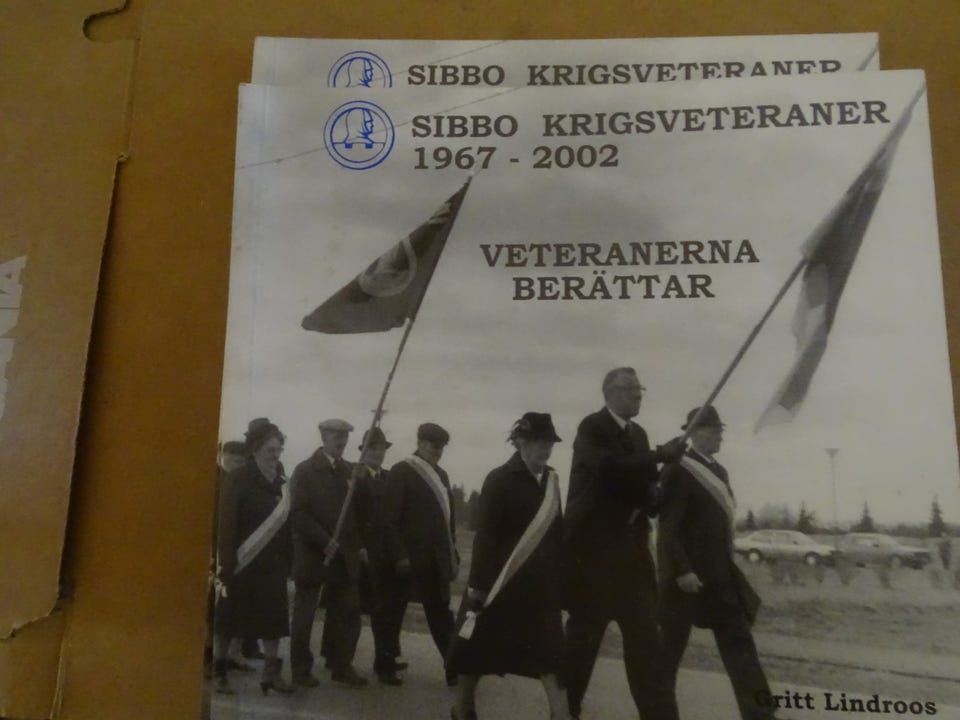 SIBBO KRIGSVETERANER
SIBBO KRIGSVETERANER
1967 - 2002
VETERANERNA
BERÄTTAR
Gritt Lindroos